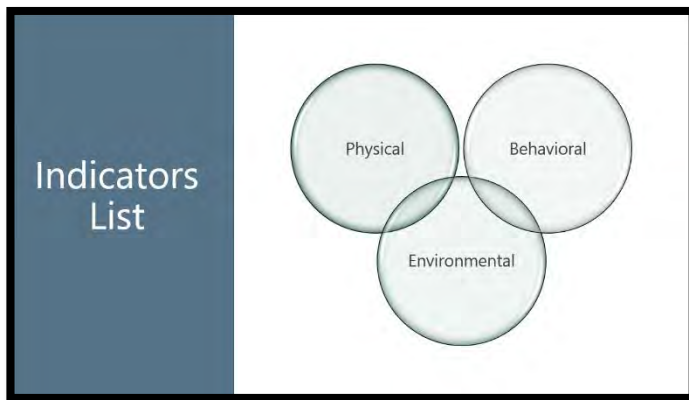 Indicators
List
Physical
Behavioral
Environmental